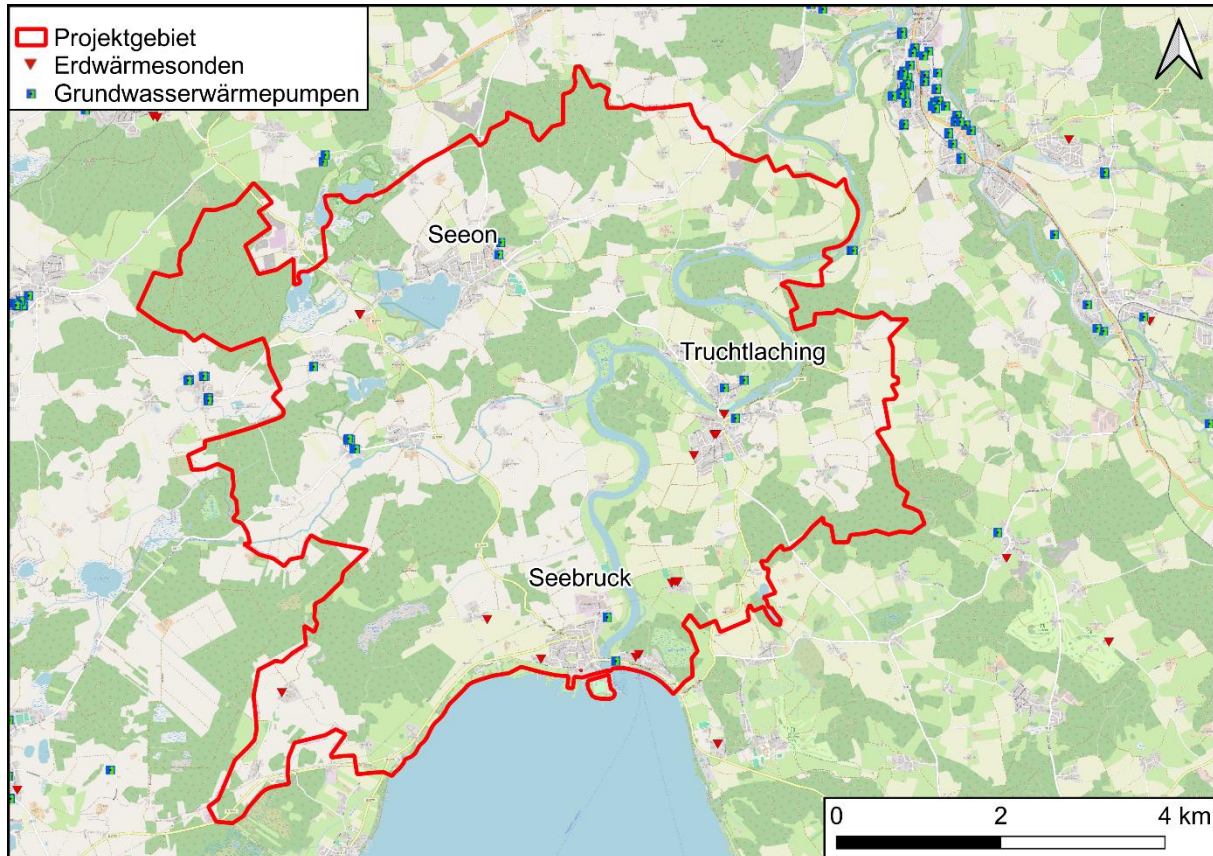 Projektgebiet
Erdwärmesonden
Grundwasserwärmepumpen
Seeon
Truchtlaching
Seebruck
0 2 4 km